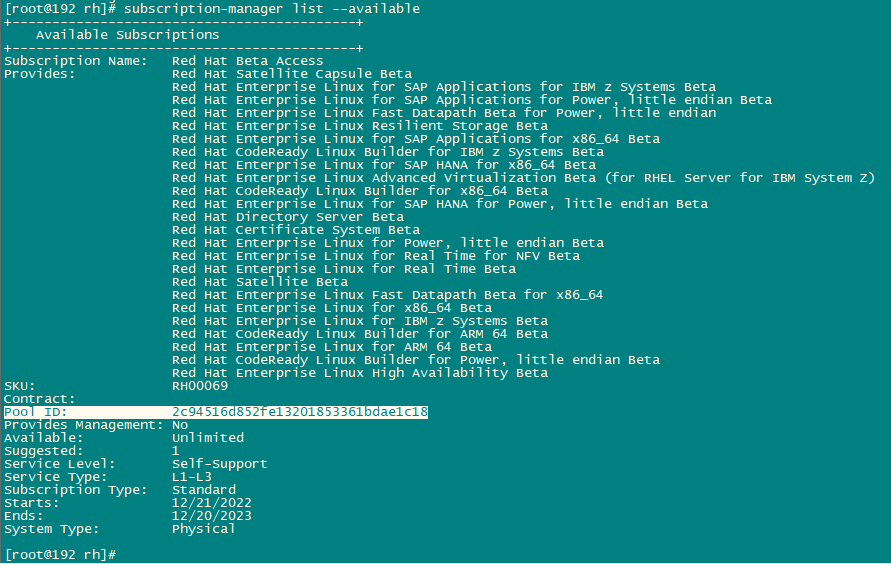 [root@192 rh]# subscription-manager list --available
+-------------------------------------------+
    Available Subscriptions
+-------------------------------------------+
Subscription Name:   Red Hat Beta Access
Provides:            Red Hat Satellite Capsule Beta
                     Red Hat Enterprise Linux for SAP Applications for IBM z Systems Beta
                     Red Hat Enterprise Linux for SAP Applications for Power, little endian Beta
                     Red Hat Enterprise Linux Fast Datapath Beta for Power, little endian
                     Red Hat Enterprise Linux Resilient Storage Beta
                     Red Hat Enterprise Linux for SAP Applications for x86_64 Beta
                     Red Hat CodeReady Linux Builder for IBM z Systems Beta
                     Red Hat Enterprise Linux for SAP HANA for x86_64 Beta
                     Red Hat Enterprise Linux Advanced Virtualization Beta (for RHEL Server for IBM System Z)
                     Red Hat CodeReady Linux Builder for x86_64 Beta
                     Red Hat Enterprise Linux for SAP HANA for Power, little endian Beta
                     Red Hat Directory Server Beta
                     Red Hat Certificate System Beta
                     Red Hat Enterprise Linux for Power, little endian Beta
                     Red Hat Enterprise Linux for Real Time for NFV Beta
                     Red Hat Enterprise Linux for Real Time Beta
                     Red Hat Satellite Beta
                     Red Hat Enterprise Linux Fast Datapath Beta for x86_64
                     Red Hat Enterprise Linux for x86_64 Beta
                     Red Hat Enterprise Linux for IBM z Systems Beta
                     Red Hat CodeReady Linux Builder for ARM 64 Beta
                     Red Hat Enterprise Linux for ARM 64 Beta
                     Red Hat CodeReady Linux Builder for Power, little endian Beta
                     Red Hat Enterprise Linux High Availability Beta
SKU:                 RH00069
Contract:
Pool ID:             2c94516d852fe13201853361bdae1c18
Provides Management: No
Available:           Unlimited
Suggested:           1
Service Level:       Self-Support
Service Type:        L1-L3
Subscription Type:   Standard
Starts:              12/21/2022
Ends:                12/20/2023
System Type:         Physical
[root@192 rh]#